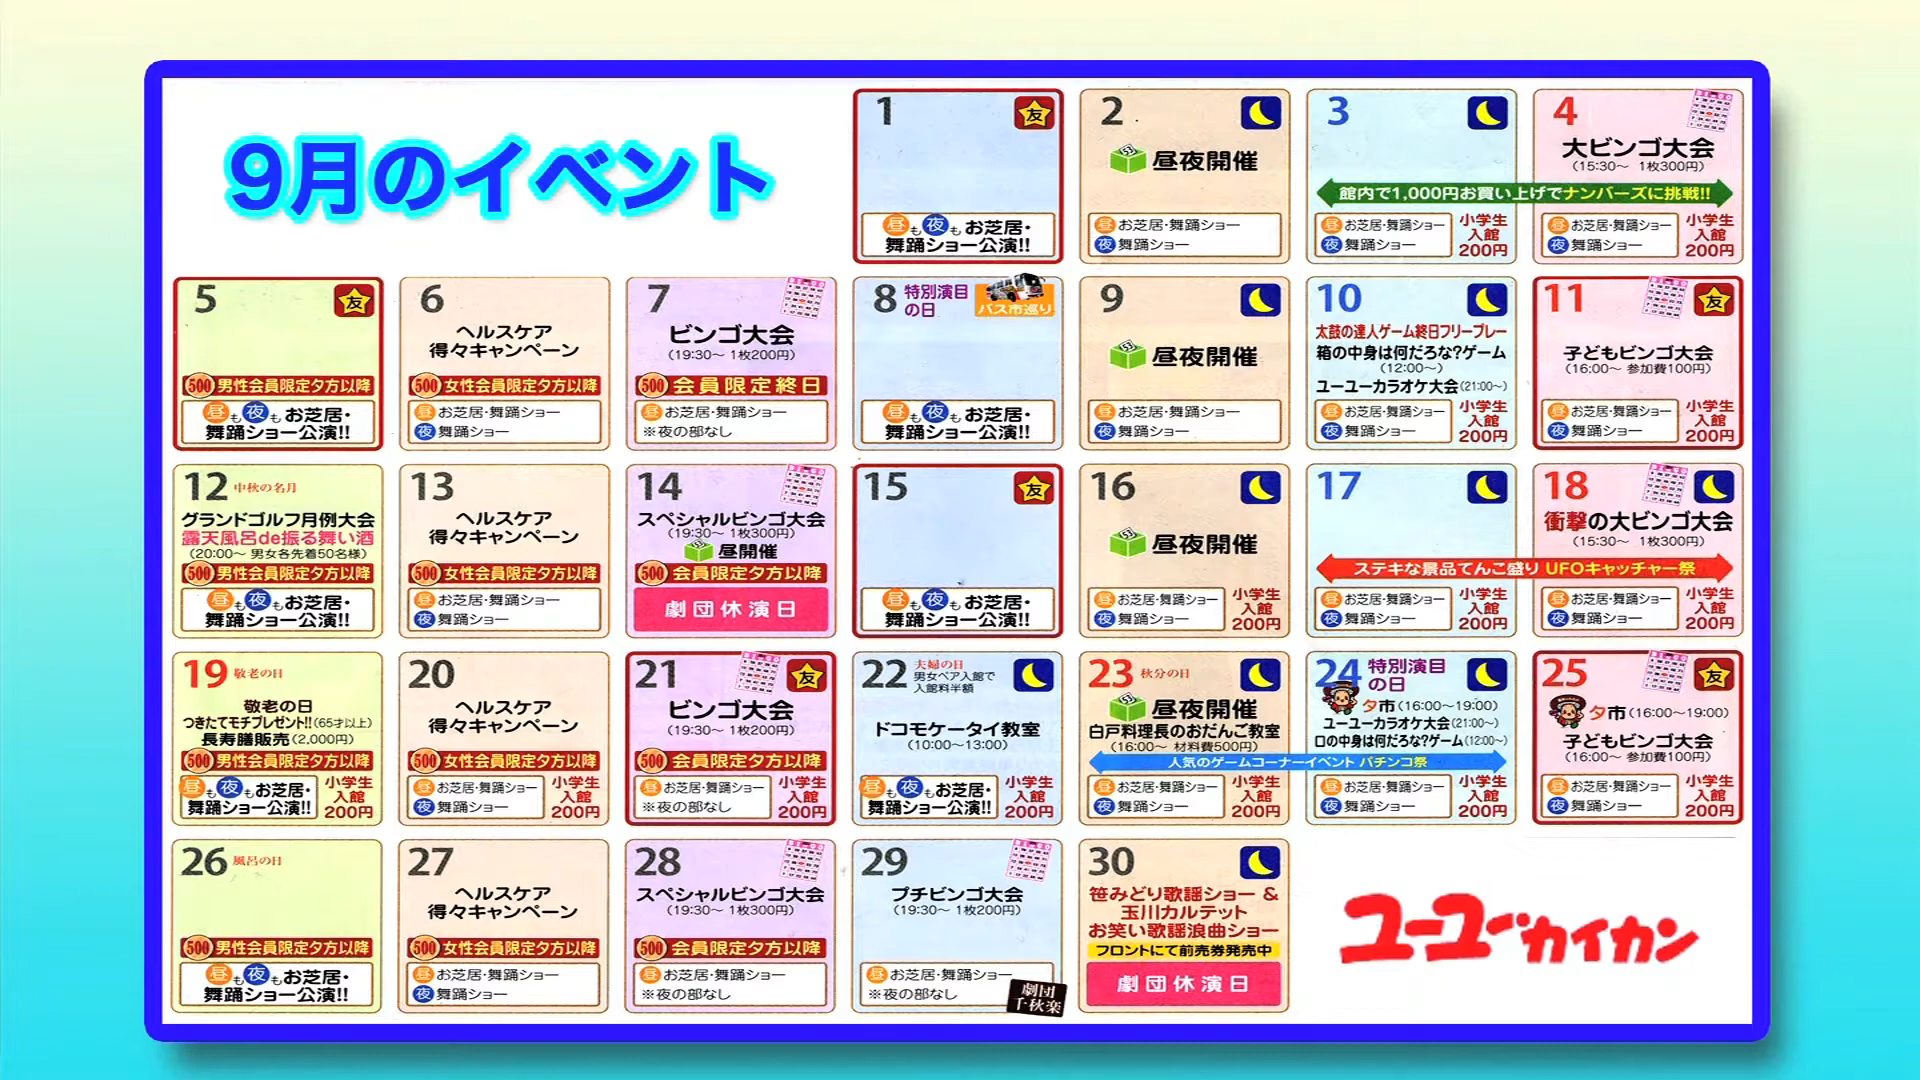 9月のイベント
1
友
昼も夜もお芝居・
舞踊ショー公演!!
2
昼夜開催
昼お芝居・舞踊ショー
夜舞踊ショー
3
4
大ビンゴ大会
(15:30〜 1枚300円)
館内で1,000円お買い上げでナンバーズに挑戦!!
昼お芝居・舞踊ショー
夜舞踊ショー
小学生
入館
200円
昼お芝居・舞踊ショー
夜舞踊ショー
小学生
入館
200円
5
友
500男性会員限定夕方以降
昼も夜もお芝居・
舞踊ショー公演!!
6
ヘルスケア
得々キャンペーン
500女性会員限定夕方以降
昼お芝居・舞踊ショー
夜舞踊ショー
7
ビンゴ大会
(19:30〜 1枚200円)
500会員限定終日
昼お芝居・舞踊ショー
※夜の部なし
8
特別演目
の日
バス市巡り
昼も夜もお芝居・
舞踊ショー公演!!
9
昼夜開催
昼お芝居・舞踊ショー
夜舞踊ショー
10
太鼓の達人ゲーム終日フリープレー
箱の中身は何だろな?ゲーム
(12:00〜)
ユーユーカラオケ大会(21:00〜)
昼お芝居・舞踊ショー
夜舞踊ショー
小学生
入館
200円
11
友
子どもビンゴ大会
(16:00〜 参加費100円)
昼お芝居・舞踊ショー
夜舞踊ショー
小学生
入館
200円
12 中秋の名月
グランドゴルフ月例大会
露天風呂de振る舞い酒
(20:00〜 男女各先着50名様)
500男性会員限定夕方以降
昼も夜もお芝居・
舞踊ショー公演!!
13
ヘルスケア
得々キャンペーン
500女性会員限定夕方以降
昼お芝居・舞踊ショー
夜舞踊ショー
14
スペシャルビンゴ大会
(19:30〜 1枚300円)
昼開催
500会員限定夕方以降
劇団休演日
15
友
昼も夜もお芝居・
舞踊ショー公演!!
16
昼夜開催
昼お芝居・舞踊ショー
夜舞踊ショー
小学生
入館
200円
17
18
衝撃の大ビンゴ大会
(15:30〜 1枚300円)
ステキな景品てんこ盛り UFOキャッチャー祭
昼お芝居・舞踊ショー
夜舞踊ショー
小学生
入館
200円
昼お芝居・舞踊ショー
夜舞踊ショー
小学生
入館
200円
19 敬老の日
敬老の日
つきたてモチプレゼント!!(65才以上)
長寿膳販売(2,000円)
500男性会員限定夕方以降
昼も夜もお芝居・
舞踊ショー公演!!
小学生
入館
200円
20
ヘルスケア
得々キャンペーン
500女性会員限定夕方以降
昼お芝居・舞踊ショー
夜舞踊ショー
小学生
入館
200円
21
友
ビンゴ大会
(19:30〜 1枚200円)
500会員限定夕方以降
昼お芝居・舞踊ショー
※夜の部なし
小学生
入館
200円
22
夫婦の日
男女ペア入館で
入館料半額
ドコモケータイ教室
(10:00〜13:00)
昼も夜もお芝居・
舞踊ショー公演!!
小学生
入館
200円
23 秋分の日
昼夜開催
白戸料理長のおだんご教室
(16:00〜 材料費500円)
人気のゲームコーナーイベント パチンコ祭
昼お芝居・舞踊ショー
夜舞踊ショー
小学生
入館
200円
24
特別演目
の日
夕市(16:00〜19:00)
ユーユーカラオケ大会(21:00〜)
口の中身は何だろな?ゲーム(12:00〜)
昼お芝居・舞踊ショー
夜舞踊ショー
小学生
入館
200円
25
友
夕市(16:00〜19:00)
子どもビンゴ大会
(16:00〜 参加費100円)
昼お芝居・舞踊ショー
夜舞踊ショー
小学生
入館
200円
26 風呂の日
500男性会員限定夕方以降
昼も夜もお芝居・
舞踊ショー公演!!
27
ヘルスケア
得々キャンペーン
500女性会員限定夕方以降
昼お芝居・舞踊ショー
夜舞踊ショー
28
スペシャルビンゴ大会
(19:30〜 1枚300円)
500会員限定夕方以降
昼お芝居・舞踊ショー
※夜の部なし
29
プチビンゴ大会
(19:30〜 1枚200円)
昼お芝居・舞踊ショー
※夜の部なし
劇団
千秋楽
30
笹みどり歌謡ショー &
玉川カルテット
お笑い歌謡浪曲ショー
フロントにて前売券発売中
劇団休演日
ユーユーカイカン